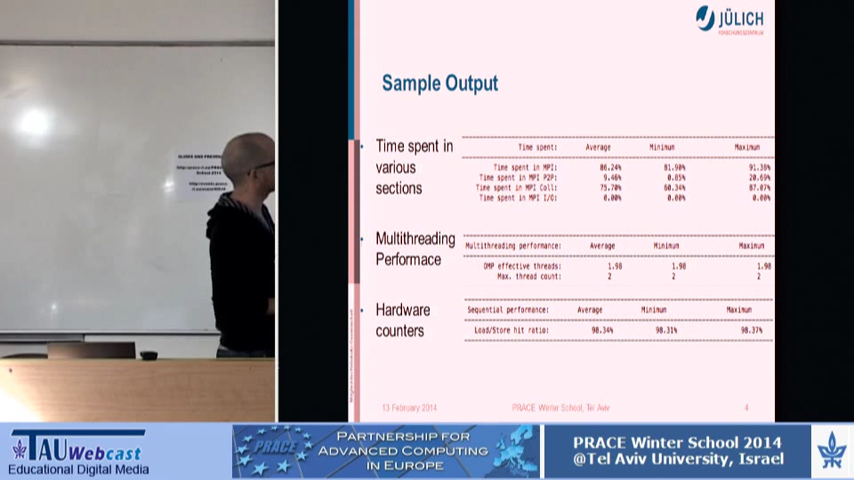 JÜLICH
FORSCHUNGSZENTRUM
Sample Output
Time spent in various sections
Time spent: Average Minimum Maximum
Time spent in MPI: 86.24% 81.90% 91.38%
Time spent in MPI P2P: 9.46% 0.85% 20.69%
Time spent in MPI Coll: 75.70% 60.34% 87.07%
Time spent in MPI I/O: 0.00% 0.00% 0.00%
Multithreading Performace
Multithreading performance: Average Minimum Maximum
OMP effective threads: 1.98 1.98 1.98
Max. thread count: 2 2 2
Hardware counters
Sequential performance: Average Minimum Maximum
Load/Store hit ratio: 98.34% 98.31% 98.37%
13 February 2014 PRACE Winter School, Tel Aviv 4
TAU Webcast
Educational Digital Media
PRACE
PARTNERSHIP FOR
ADVANCED COMPUTING
IN EUROPE
PRACE Winter School 2014
@Tel Aviv University, Israel